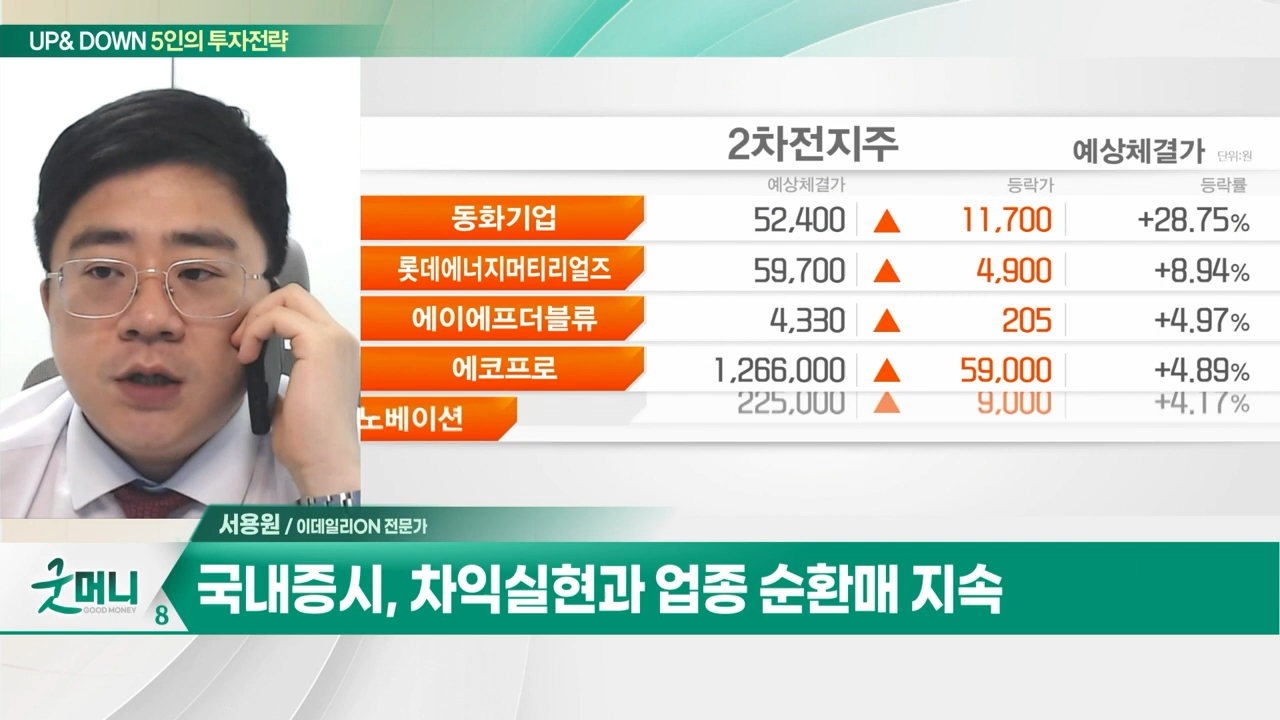 UP& DOWN 5인의 투자전략
2차전지주 예상체결가 단위:원
예상체결가 등락가 등락률
동화기업 52,400 ▲ 11,700 +28.75%
롯데에너지머티리얼즈 59,700 ▲ 4,900 +8.94%
에이에프더블류 4,330 ▲ 205 +4.97%
에코프로 1,266,000 ▲ 59,000 +4.89%
노베이션 225,000 ▲ 9,000 +4.17%
서용원 / 이데일리ON 전문가
굿머니
GOOD MONEY
8
국내증시, 차익실현과 업종 순환매 지속